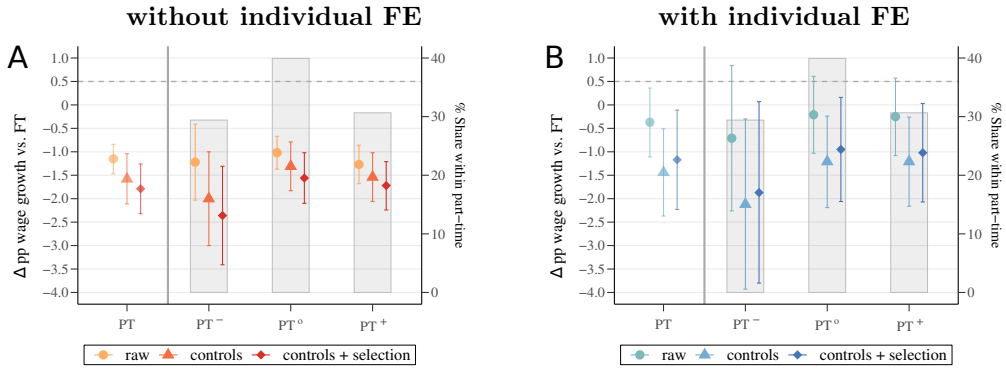 without individual FE
with individual FE
A
B
Δ pp wage growth vs. FT
1.0
0.5
0
−0.5
−1.0
−1.5
−2.0
−2.5
−3.0
−3.5
−4.0
40
30
20
10
0
% Share within part−time
PT
PT −
PT o
PT +
raw
controls
controls + selection
Δ pp wage growth vs. FT
1.0
0.5
0
−0.5
−1.0
−1.5
−2.0
−2.5
−3.0
−3.5
−4.0
40
30
20
10
0
% Share within part−time
PT
PT −
PT o
PT +
raw
controls
controls + selection